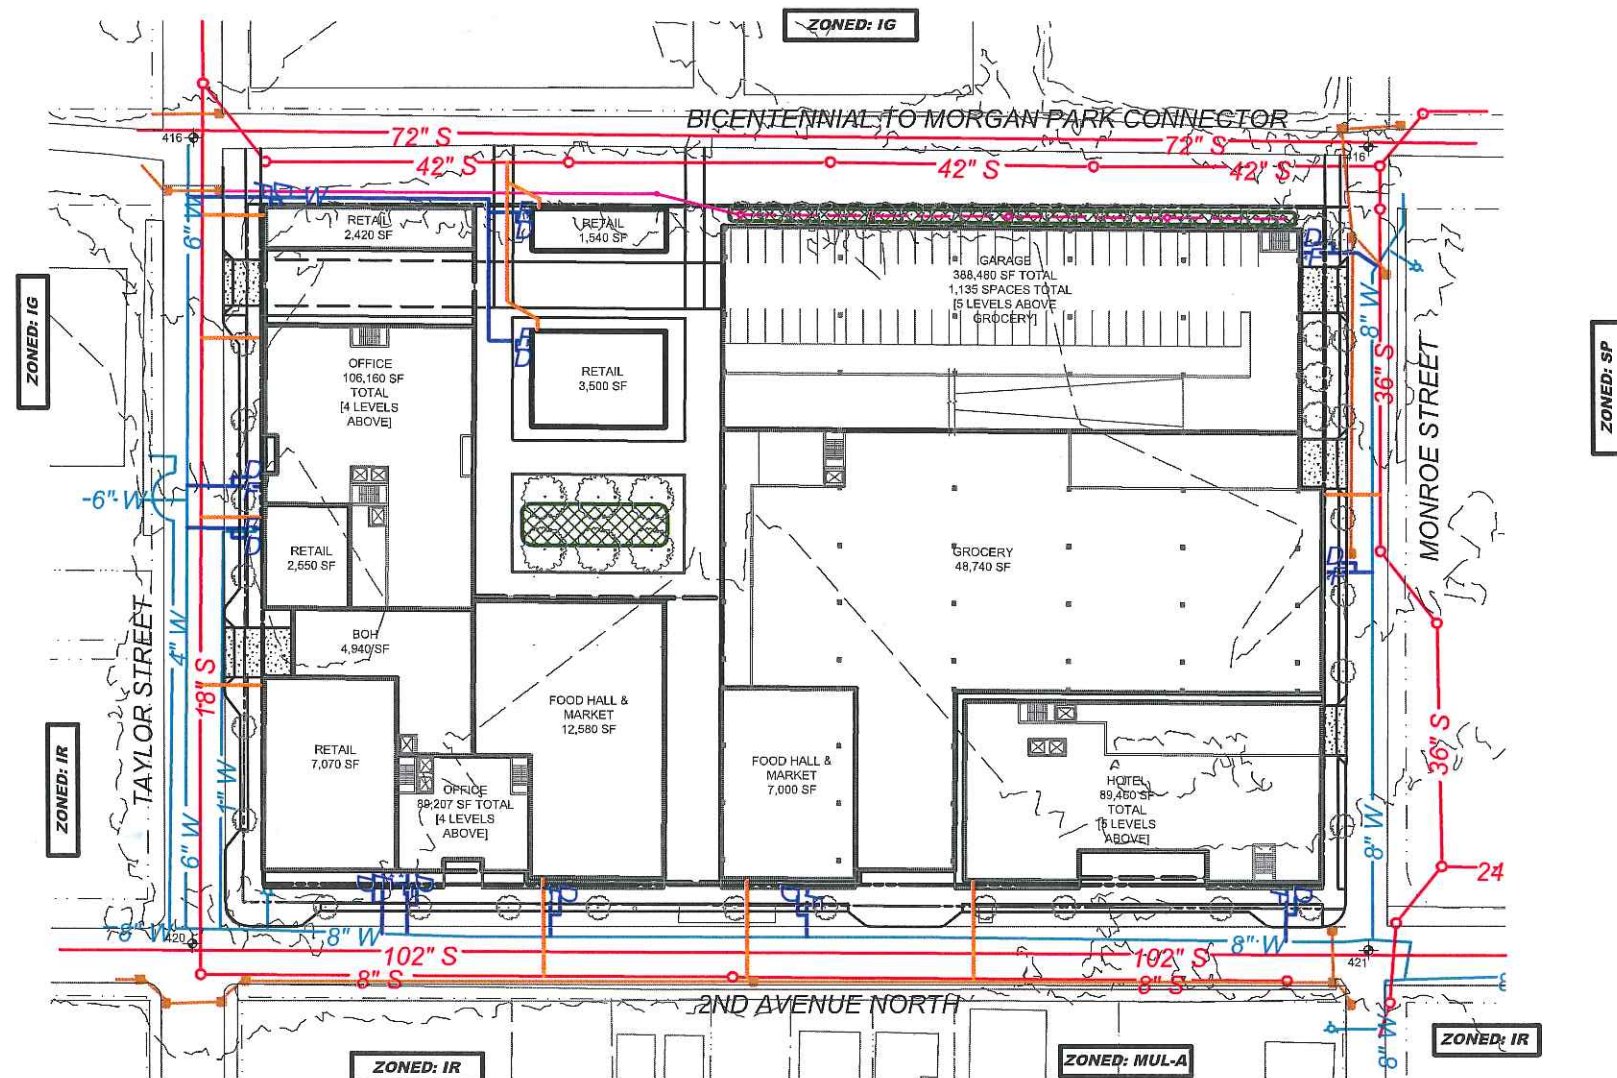 ZONED: IG
BICENTENNIAL TO MORGAN PARK CONNECTOR
416
72" S
72" S
416
42" S
42" S
42" S
W
6" W
RETAIL
2,420 SF
RETAIL
1,540 SF
D
D
F
GARAGE
388,480 SF TOTAL
1,135 SPACES TOTAL
[5 LEVELS ABOVE
GROCERY]
ZONED: IG
8" W
ZONED: SP
OFFICE
106,160 SF
TOTAL
[4 LEVELS
ABOVE]
F
D
RETAIL
3,500 SF
36" S
MONROE STREET
6" W
D
F
F
D
RETAIL
2,550 SF
GROCERY
48,740 SF
D
F
TAYLOR STREET
4" W
18" S
BOH
4,940 SF
FOOD HALL &
MARKET
12,580 SF
RETAIL
7,070 SF
ZONED: IR
1" W
6" W
OFFICE
89,207 SF TOTAL
[4 LEVELS
ABOVE]
FOOD HALL &
MARKET
7,000 SF
HOTEL
89,460 SF
TOTAL
[5 LEVELS
ABOVE]
36" S
8" W
24
D
D
D
D
F
D
8" W
420
8" W
8" W
102" S
102" S
421
8" S
8" S
2ND AVENUE NORTH
8" W
ZONED: IR
ZONED: MUL-A
ZONED: IR